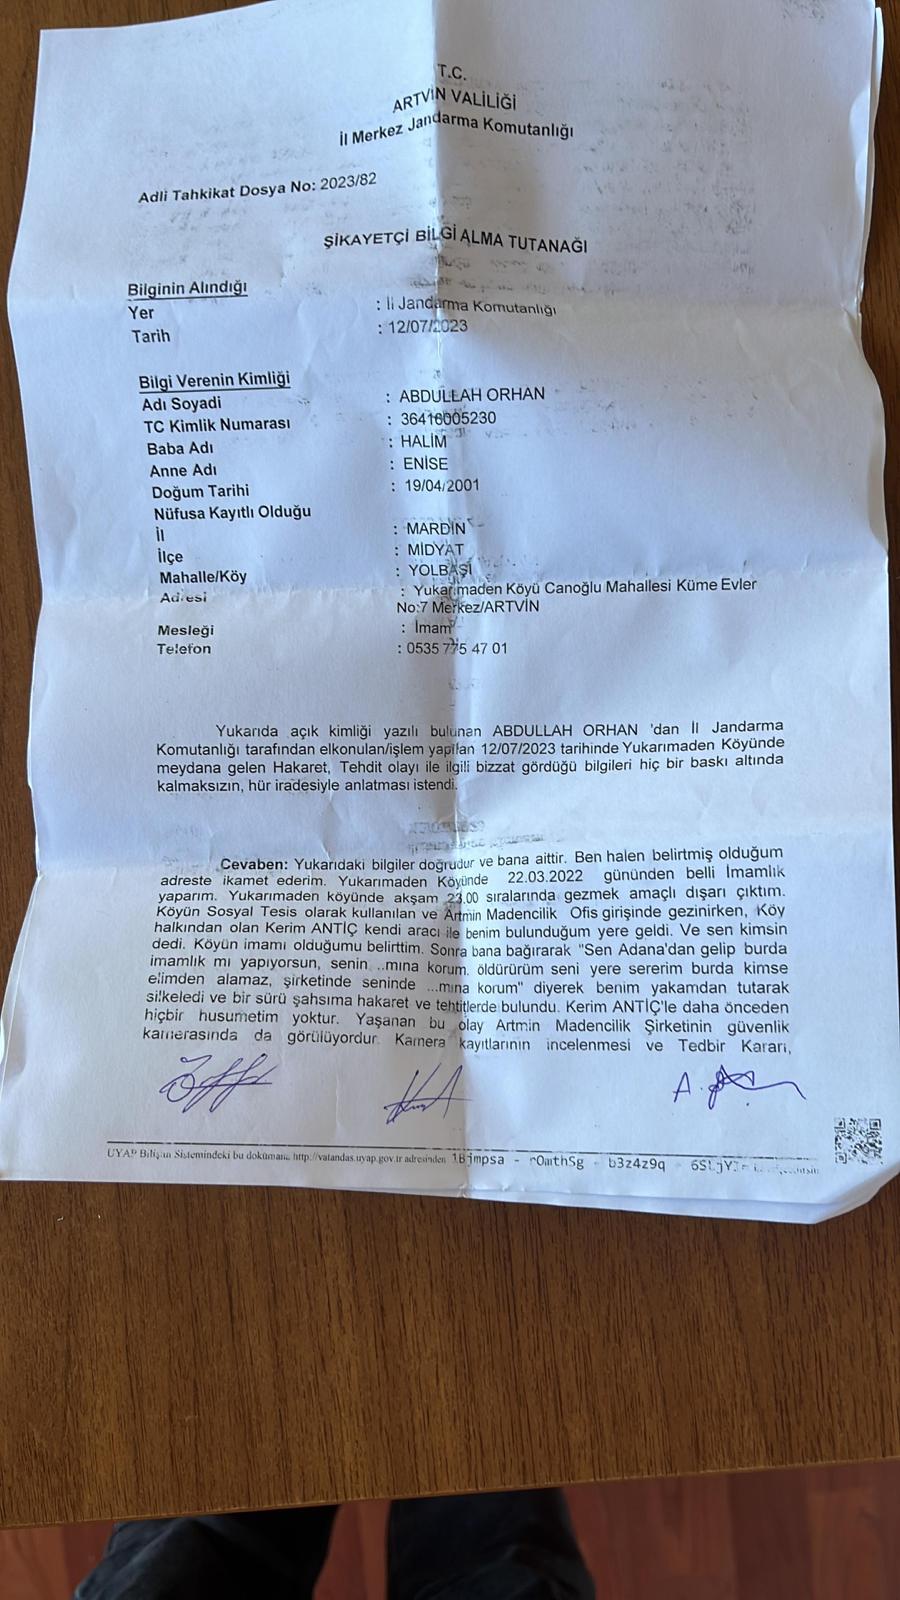 T.C.
ARTVİN VALİLİĞİ
İl Merkez Jandarma Komutanlığı
Adli Tahkikat Dosya No: 2023/82
ŞİKAYETÇİ BİLGİ ALMA TUTANAĞI
Bilginin Alındığı
Yer : İl Jandarma Komutanlığı
Tarih : 12/07/2023
Bilgi Verenin Kimliği
Adı Soyadi : ABDULLAH ORHAN
TC Kimlik Numarası : 36416005230
Baba Adı : HALİM
Anne Adı : ENİSE
Doğum Tarihi : 19/04/2001
Nüfusa Kayıtlı Olduğu
İl : MARDİN
İlçe : MİDYAT
Mahalle/Köy : YOLBAŞI
Adresi : Yukarımaden Köyü Canoğlu Mahallesi Küme Evler
No:7 Merkez/ARTVİN
Mesleği : İmam
Telefon : 0535 775 47 01
Yukarıda açık kimliği yazılı bulunan ABDULLAH ORHAN 'dan İl Jandarma
Komutanlığı tarafından elkonulan/işlem yapılan 12/07/2023 tarihinde Yukarımaden Köyünde
meydana gelen Hakaret, Tehdit olayı ile ilgili bizzat gördüğü bilgileri hiç bir baskı altında
kalmaksızın, hür iradesiyle anlatması istendi.
Cevaben: Yukarıdaki bilgiler doğrudur ve bana aittir. Ben halen belirtmiş olduğum
adreste ikamet ederim. Yukarımaden Köyünde 22.03.2022 gününden belli İmamlık
yaparım. Yukarımaden köyünde akşam 23.00 sıralarında gezmek amaçlı dışarı çıktım.
Köyün Sosyal Tesis olarak kullanılan ve Artmin Madencilik Ofis girişinde gezinirken, Köy
halkından olan Kerim ANTİÇ kendi aracı ile benim bulunduğum yere geldi. Ve sen kimsin
dedi. Köyün imamı olduğumu belirttim. Sonra bana bağırarak "Sen Adana'dan gelip burda
imamlık mı yapıyorsun, senin ..mına korum. öldürürüm seni yere sererim burda kimse
elimden alamaz, şirketinde seninde ...mına korum" diyerek benim yakamdan tutarak
silkeledi ve bir sürü şahsıma hakaret ve tehtitlerde bulundu. Kerim ANTİÇ'le daha önceden
hiçbir husumetim yoktur. Yaşanan bu olay Artmin Madencilik Şirketinin güvenlik
kamerasında da görülüyordur. Kamera kayıtlarının incelenmesi ve Tedbir Kararı,
UYAP Bilişim Sistemindeki bu doküman http://vatandas.uyap.gov.tr adresinden 1Bjmpsa - rOmthSg - b3z4z9q